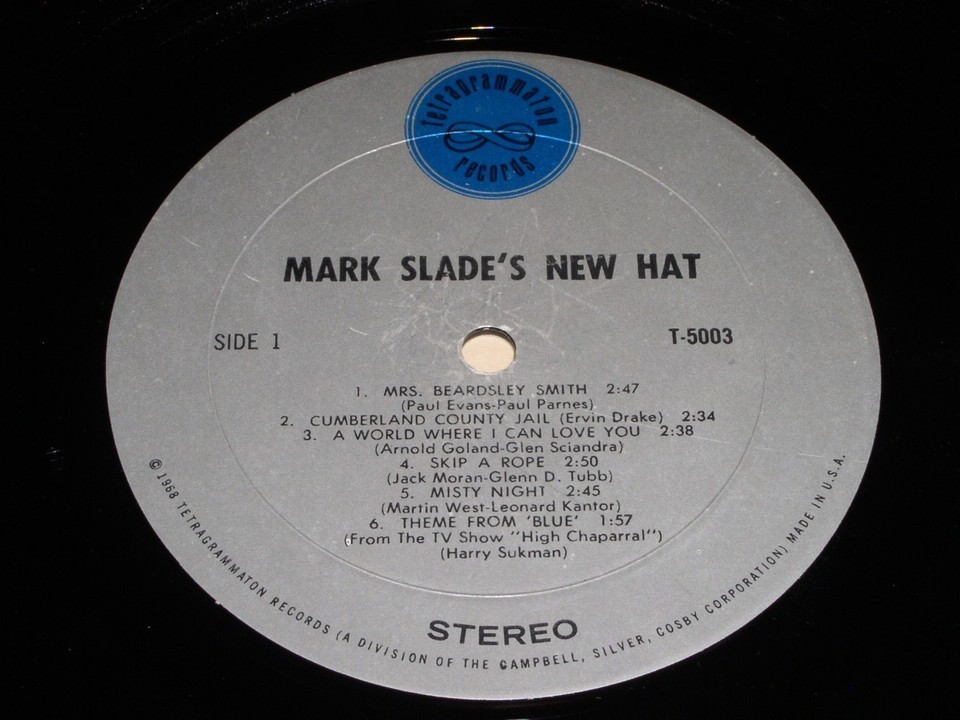 tetragrammaton
records
MARK SLADE'S NEW HAT
SIDE 1
T-5003
1. MRS. BEARDSLEY SMITH 2:47
(Paul Evans-Paul Parnes)
2. CUMBERLAND COUNTY JAIL (Ervin Drake) 2:34
3. A WORLD WHERE I CAN LOVE YOU 2:38
(Arnold Goland-Glen Sciandra)
4. SKIP A ROPE 2:50
(Jack Moran-Glenn D. Tubb)
5. MISTY NIGHT 2:45
(Martin West-Leonard Kantor)
6. THEME FROM 'BLUE' 1:57
(From The TV Show "High Chaparral")
(Harry Sukman)
STEREO
© 1968 TETRAGRAMMATON RECORDS (A DIVISION OF THE CAMPBELL, SILVER, COSBY CORPORATION) MADE IN U.S.A.